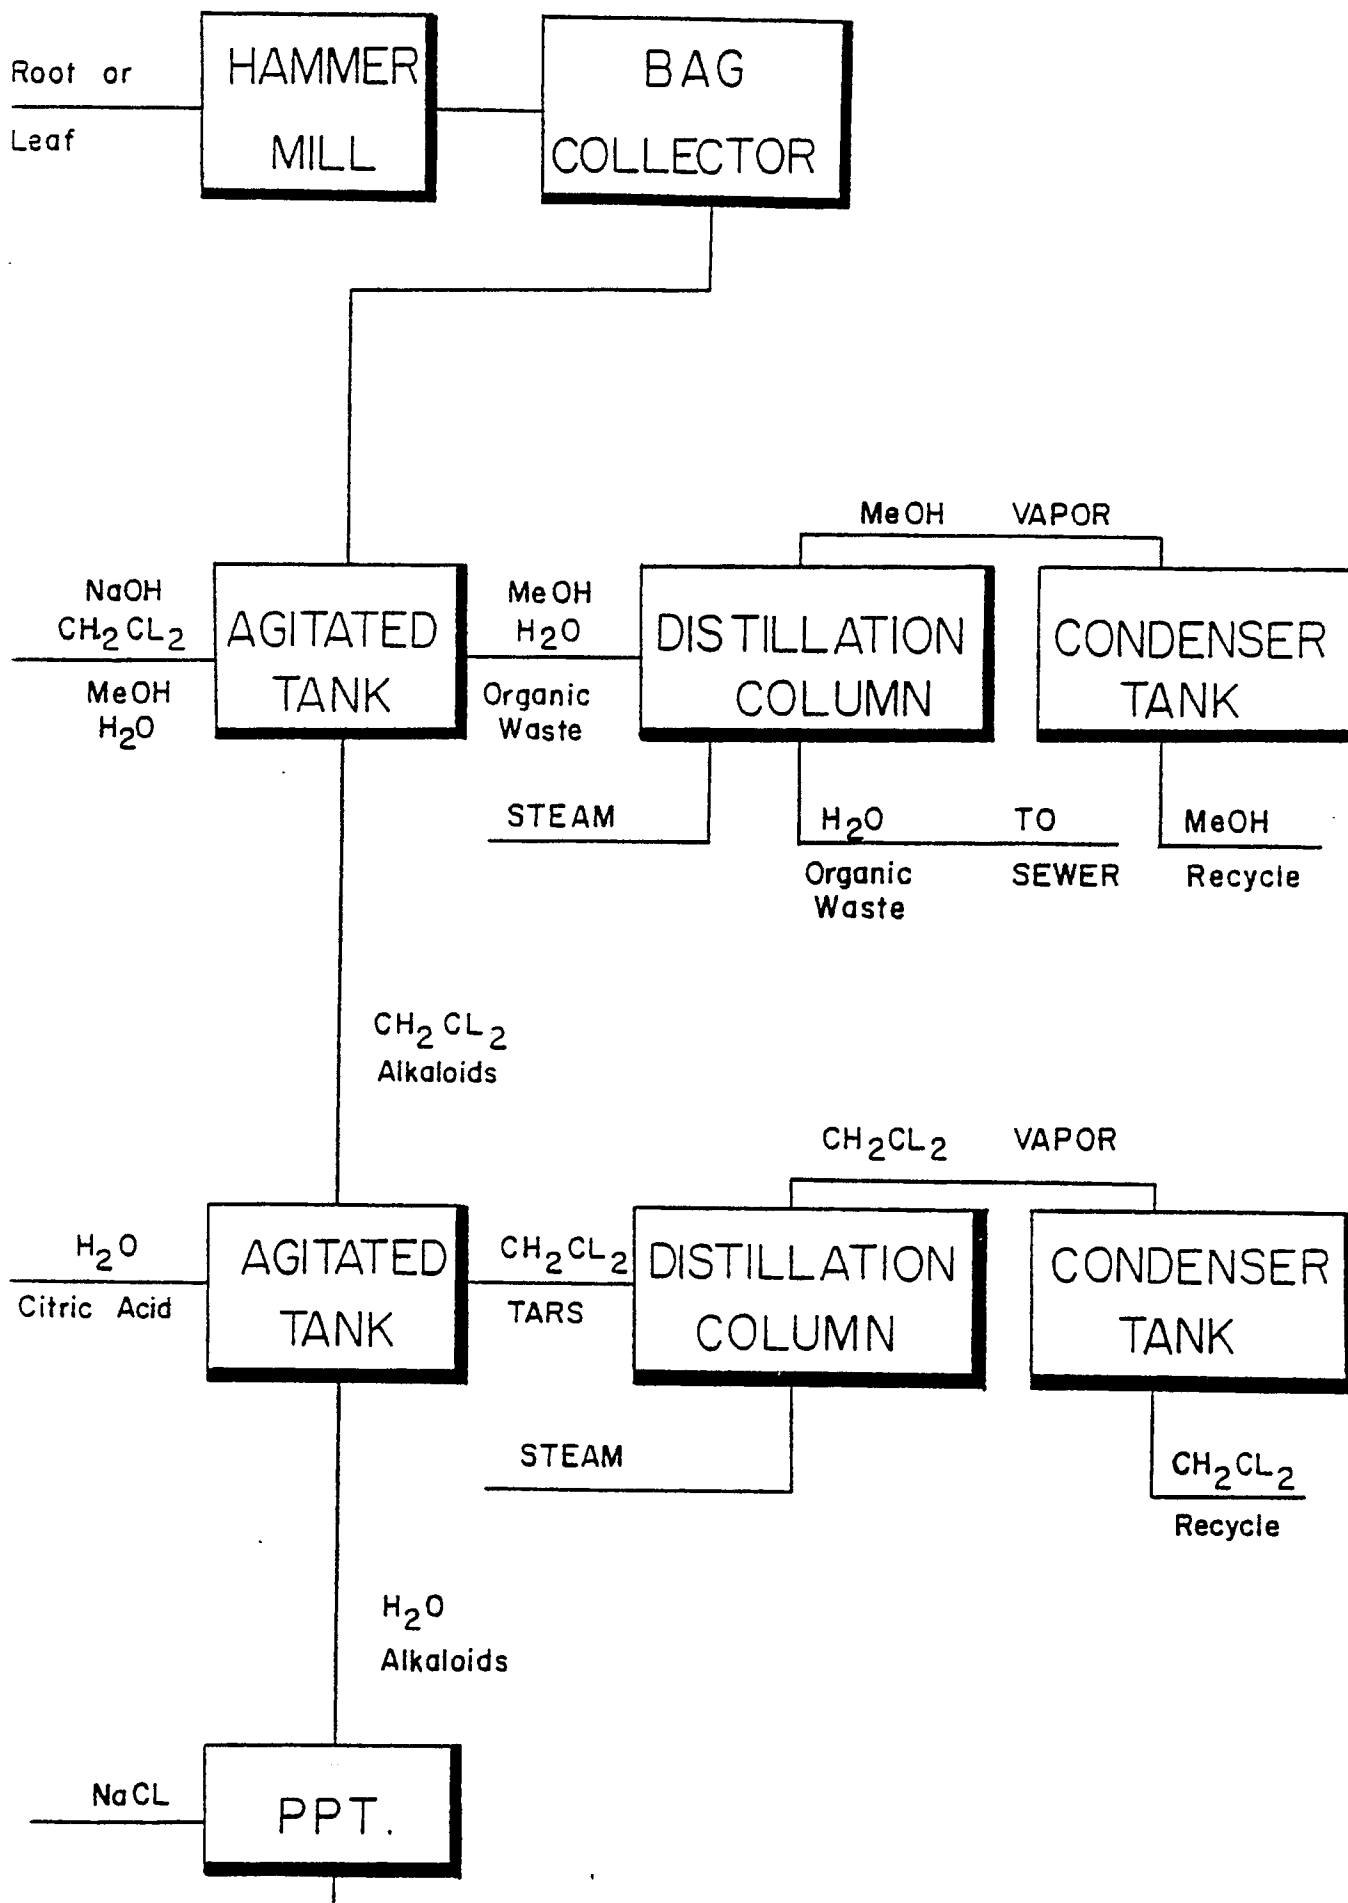 Root or
Leaf
HAMMER
MILL
BAG
COLLECTOR
MeOH VAPOR
NaOH
CH₂CL₂
MeOH
H₂O
AGITATED
TANK
MeOH
H₂O
Organic
Waste
DISTILLATION
COLUMN
CONDENSER
TANK
STEAM
H₂O TO
Organic SEWER
Waste
MeOH
Recycle
CH₂CL₂
Alkaloids
CH₂CL₂ VAPOR
H₂O
Citric Acid
AGITATED
TANK
CH₂CL₂
TARS
DISTILLATION
COLUMN
CONDENSER
TANK
STEAM
CH₂CL₂
Recycle
H₂O
Alkaloids
NaCL
PPT.